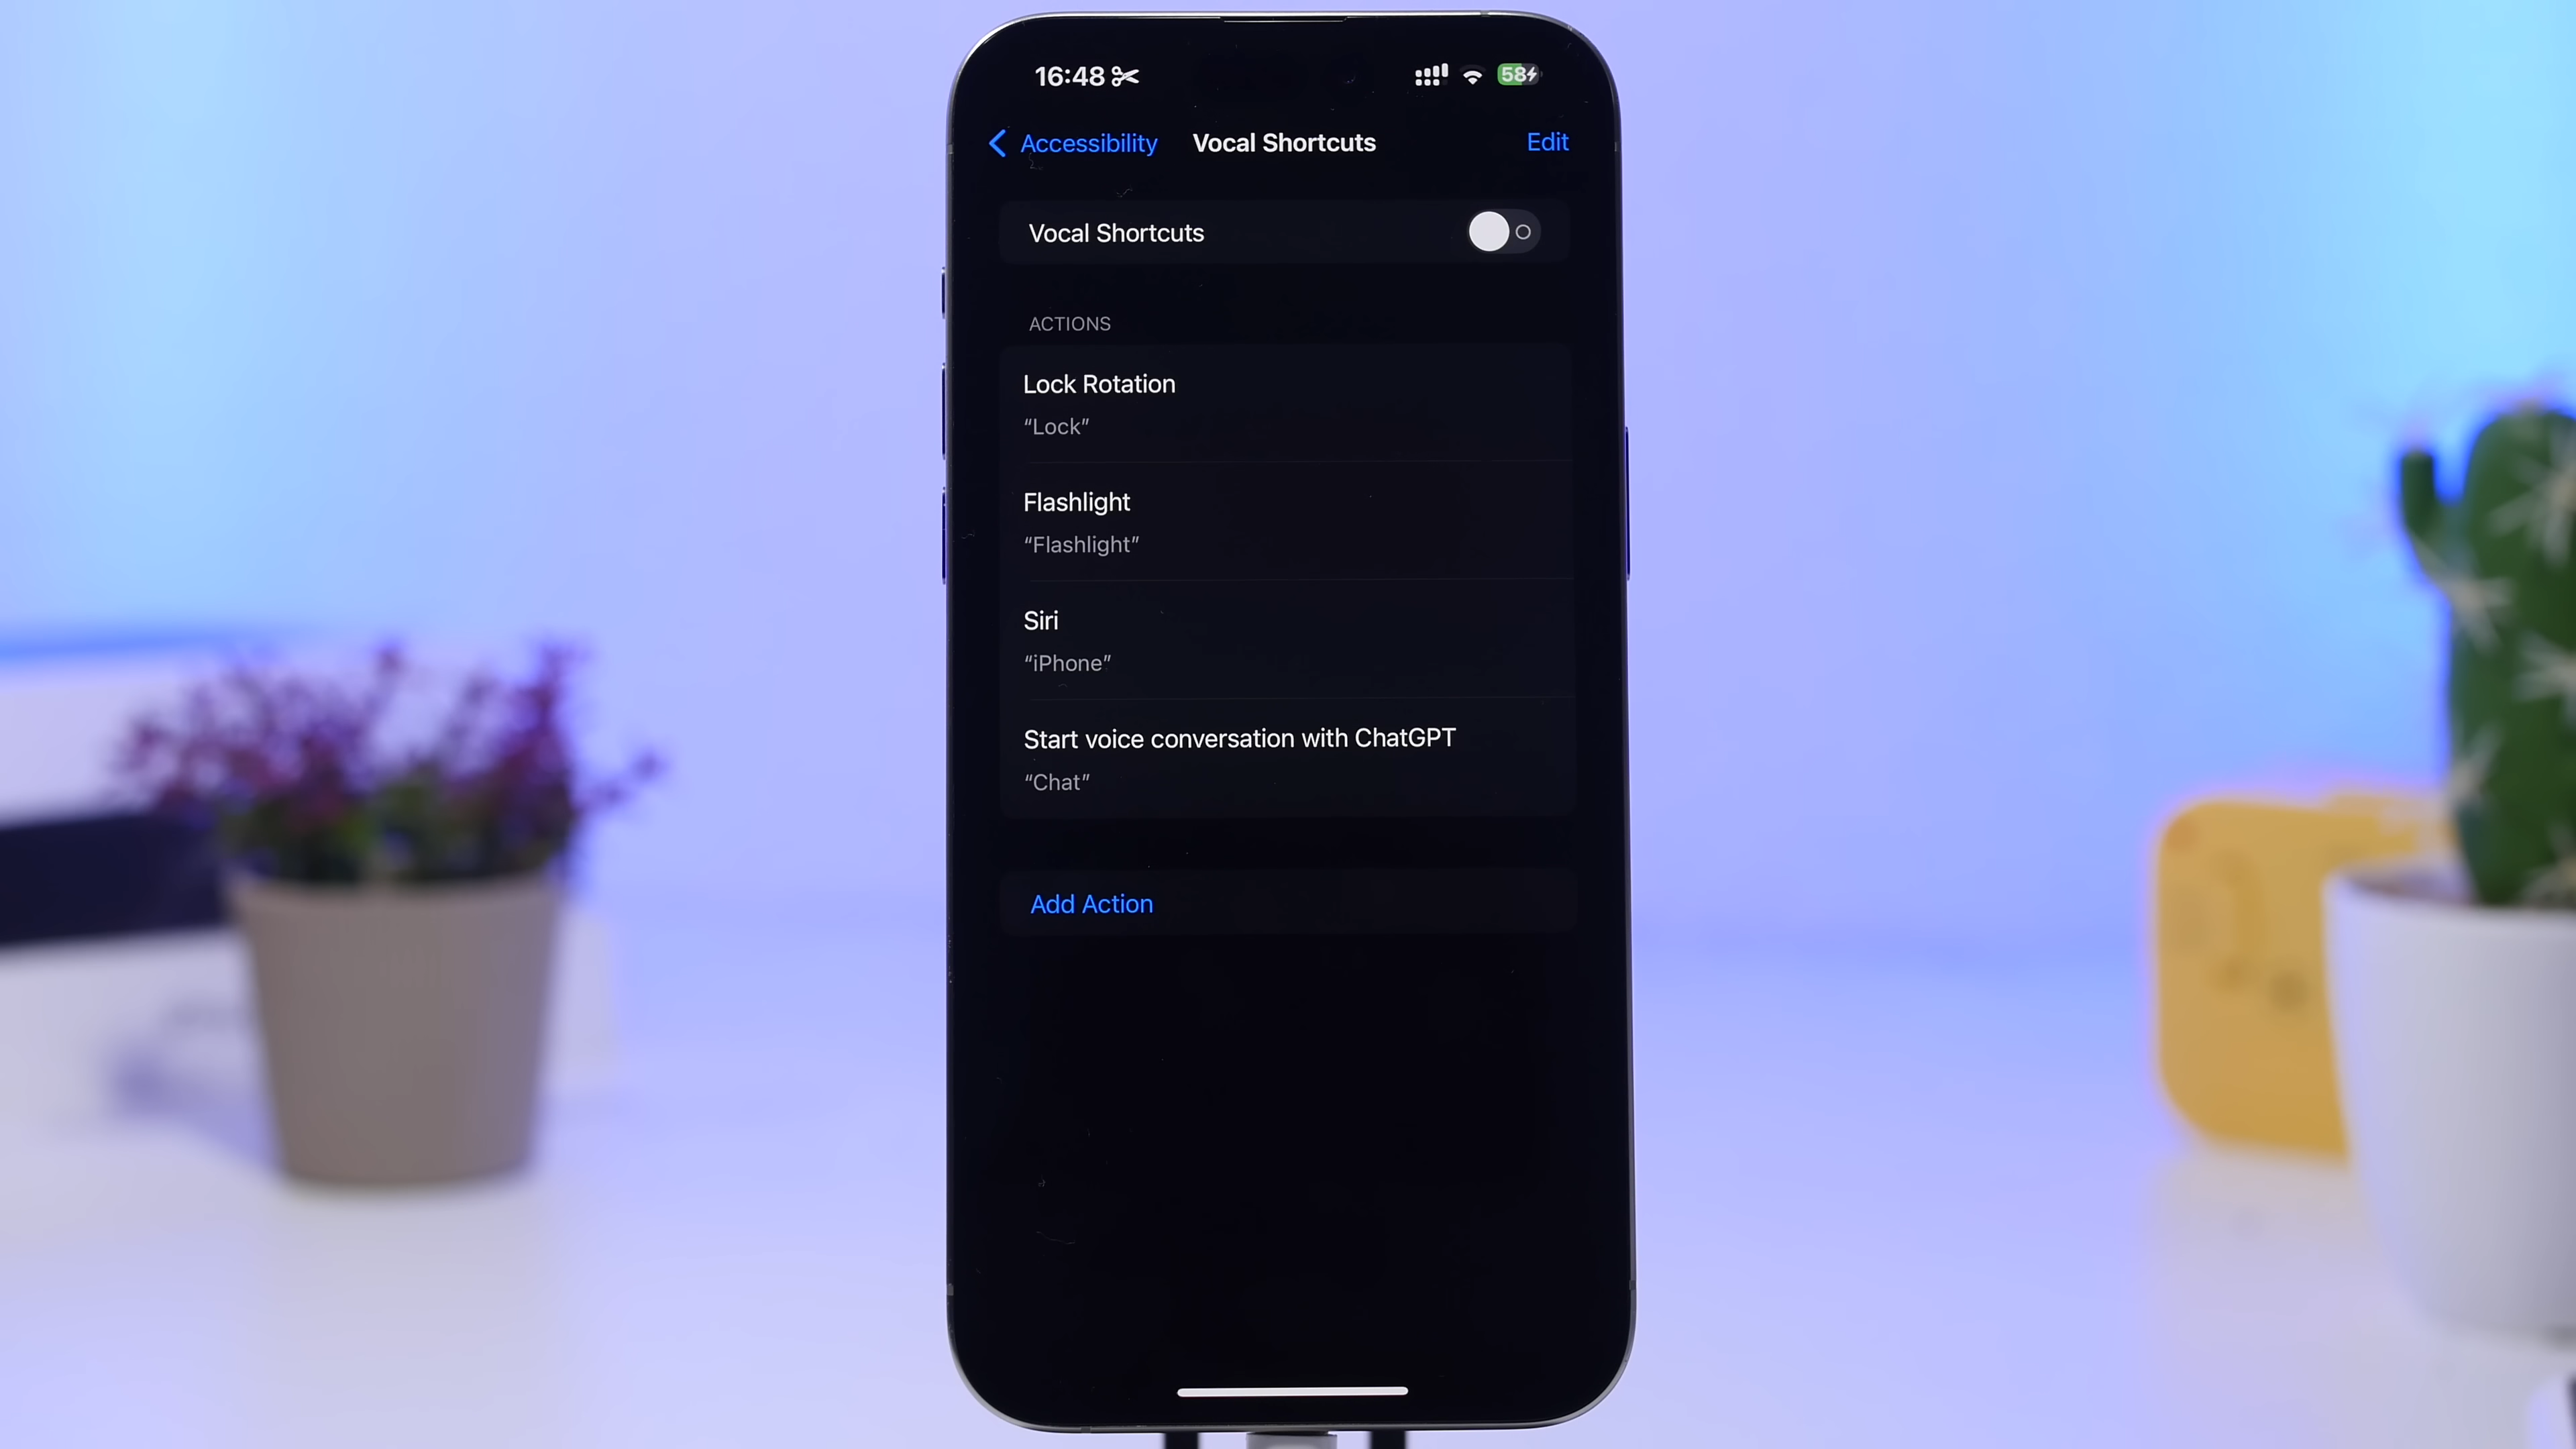 16:48
58
Accessibility
Vocal Shortcuts
Edit
Vocal Shortcuts
ACTIONS
Lock Rotation
“Lock”
Flashlight
“Flashlight”
Siri
“iPhone”
Start voice conversation with ChatGPT
“Chat”
Add Action